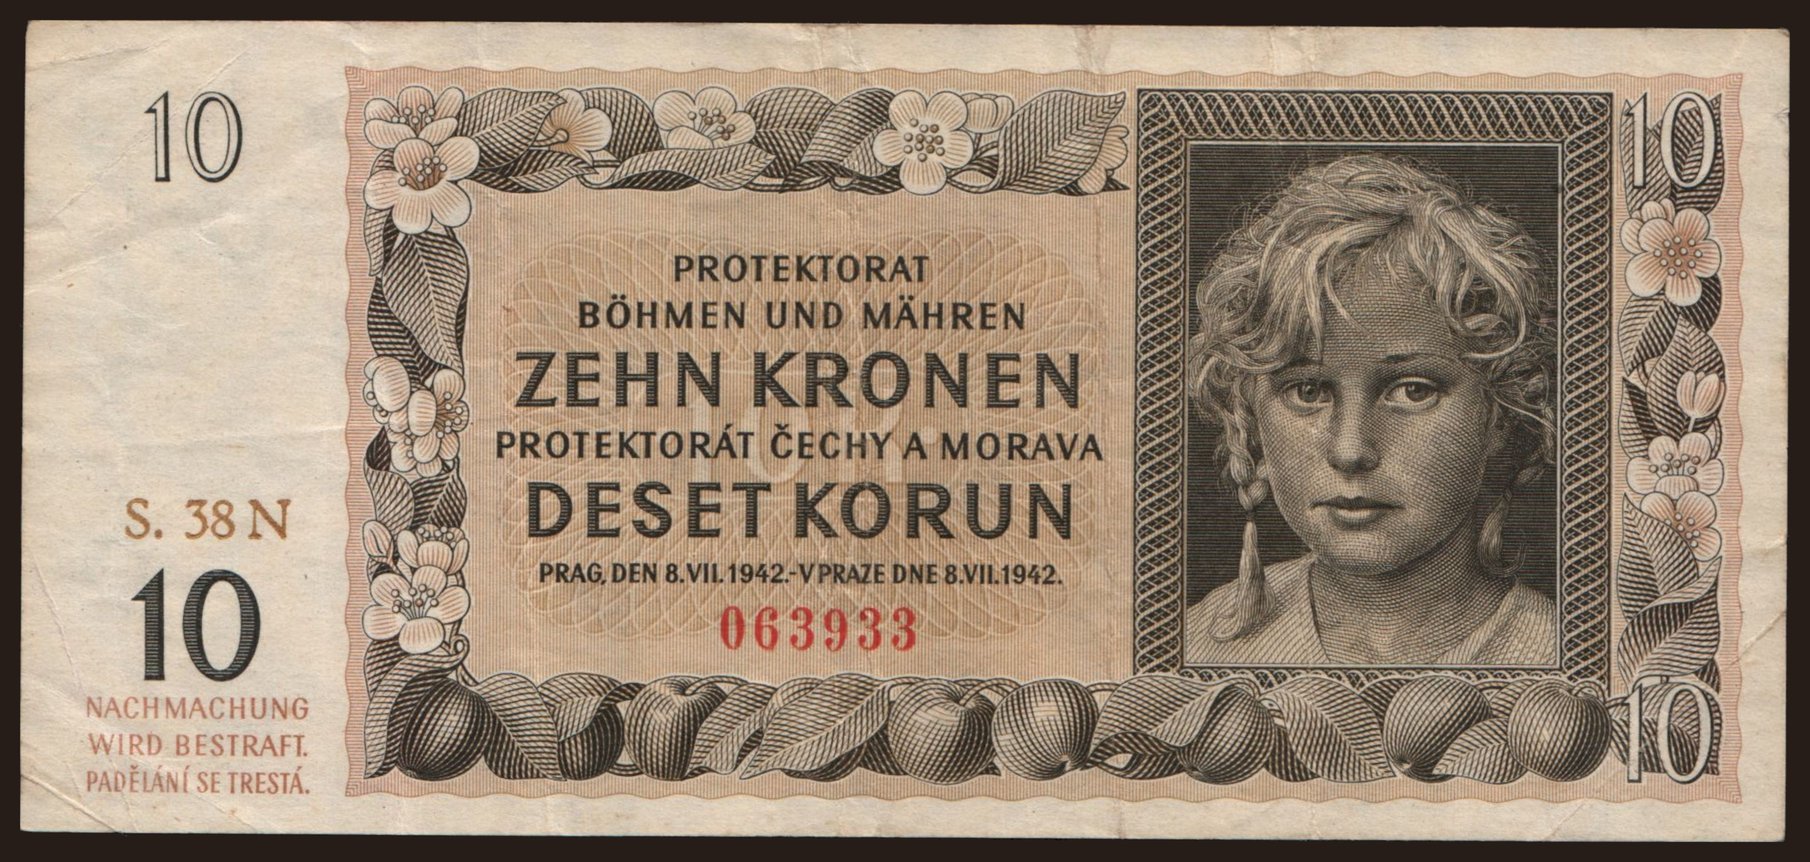 10
10
PROTEKTORAT
BÖHMEN UND MÄHREN
ZEHN KRONEN
PROTEKTORÁT ČECHY A MORAVA
DESET KORUN
PRAG, DEN 8.VII.1942.-V PRAZE DNE 8.VII.1942.
063933
S. 38 N
10
NACHMACHUNG
WIRD BESTRAFT.
PADĚLÁNÍ SE TRESTÁ.
10